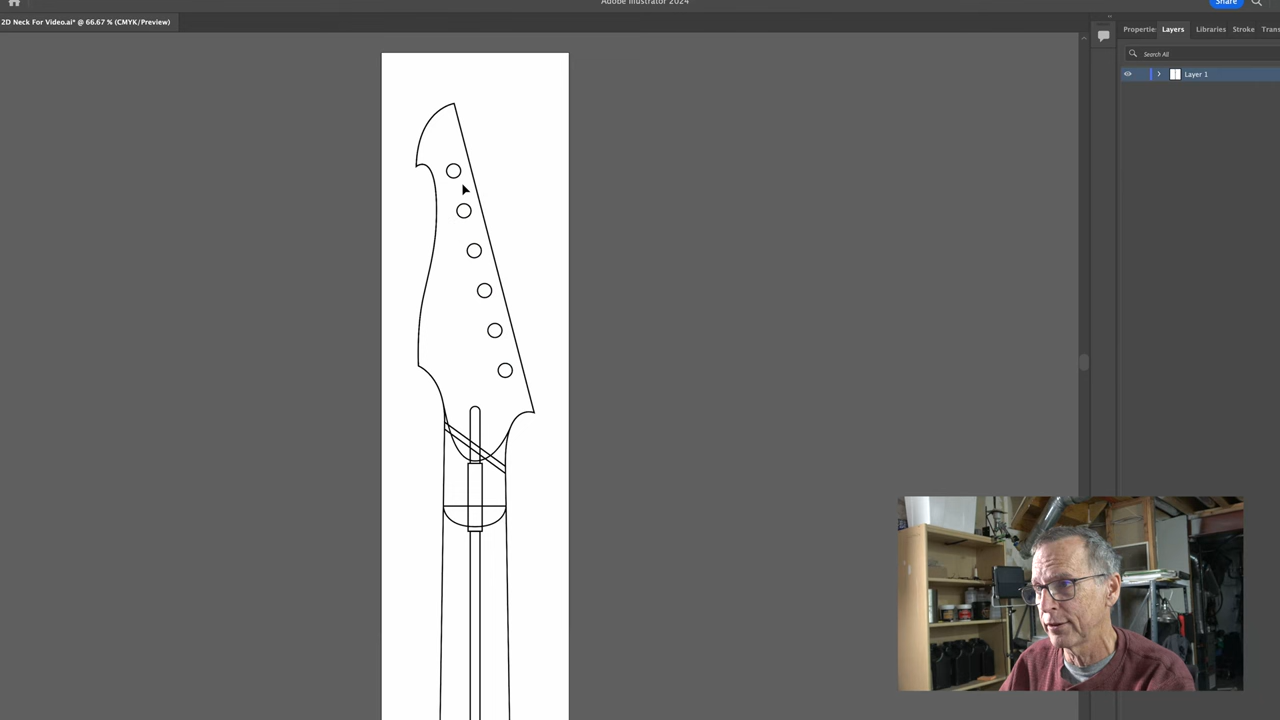 Adobe Illustrator 2024
Share
2D Neck For Video.ai* @ 66.67 % (CMYK/Preview)
Properties Layers Libraries Stroke Trans
Search All
Layer 1